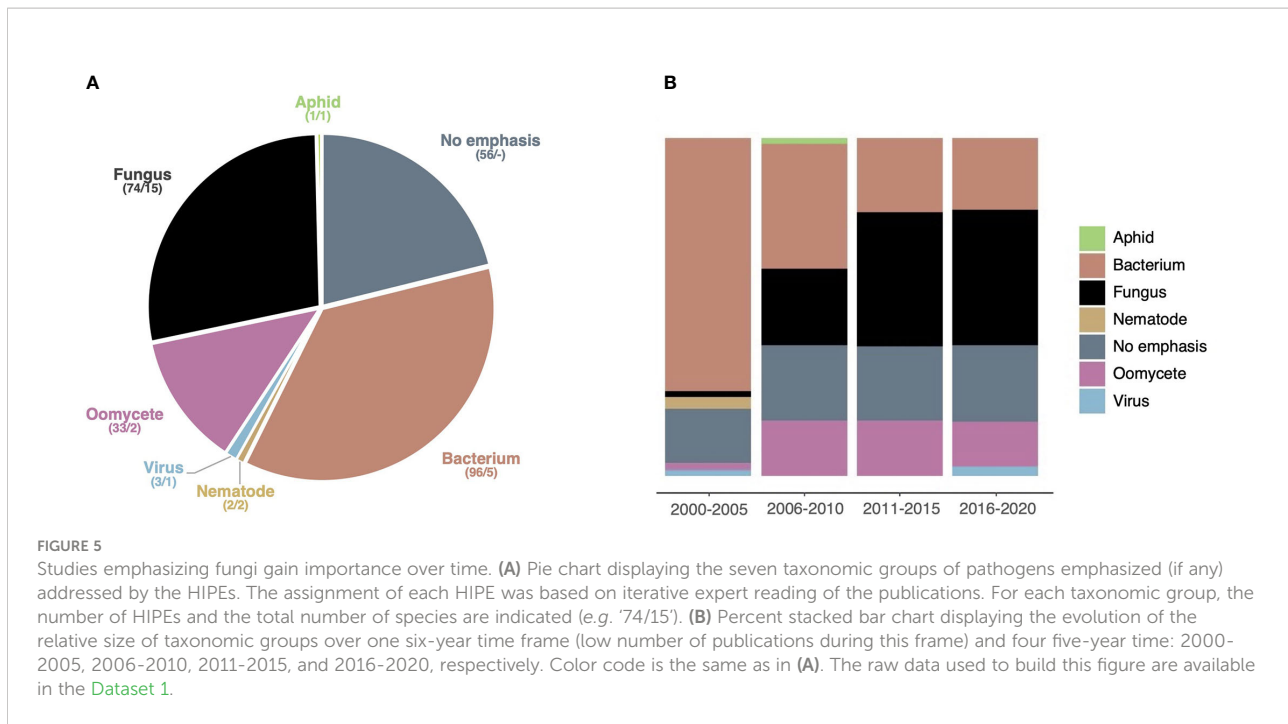 A
B
Aphid
(1/1)
No emphasis
(56/-)
Fungus
(74/15)
Oomycete
(33/2)
Virus
(3/1)
Nematode
(2/2)
Bacterium
(96/5)
Aphid
Bacterium
Fungus
Nematode
No emphasis
Oomycete
Virus
2000-2005
2006-2010
2011-2015
2016-2020
FIGURE 5
Studies emphasizing fungi gain importance over time. (A) Pie chart displaying the seven taxonomic groups of pathogens emphasized (if any)
addressed by the HIPEs. The assignment of each HIPE was based on iterative expert reading of the publications. For each taxonomic group, the
number of HIPEs and the total number of species are indicated (e.g. ‘74/15’). (B) Percent stacked bar chart displaying the evolution of the
relative size of taxonomic groups over one six-year time frame (low number of publications during this frame) and four five-year time: 2000-
2005, 2006-2010, 2011-2015, and 2016-2020, respectively. Color code is the same as in (A). The raw data used to build this figure are available
in the Dataset 1.